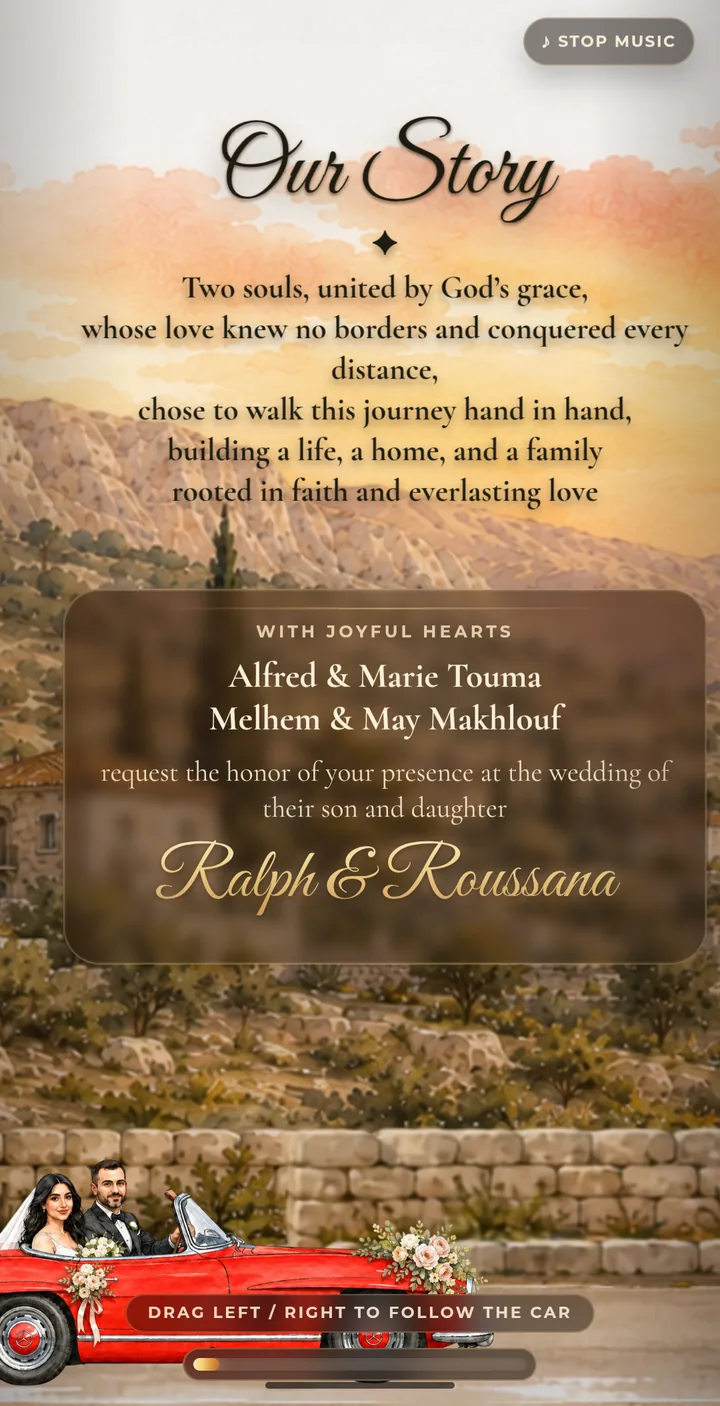 ♪ STOP MUSIC
Our Story
Two souls, united by God’s grace,
whose love knew no borders and conquered every
distance,
chose to walk this journey hand in hand,
building a life, a home, and a family
rooted in faith and everlasting love
WITH JOYFUL HEARTS
Alfred & Marie Touma
Melhem & May Makhlouf
request the honor of your presence at the wedding of
their son and daughter
Ralph & Roussana
DRAG LEFT / RIGHT TO FOLLOW THE CAR